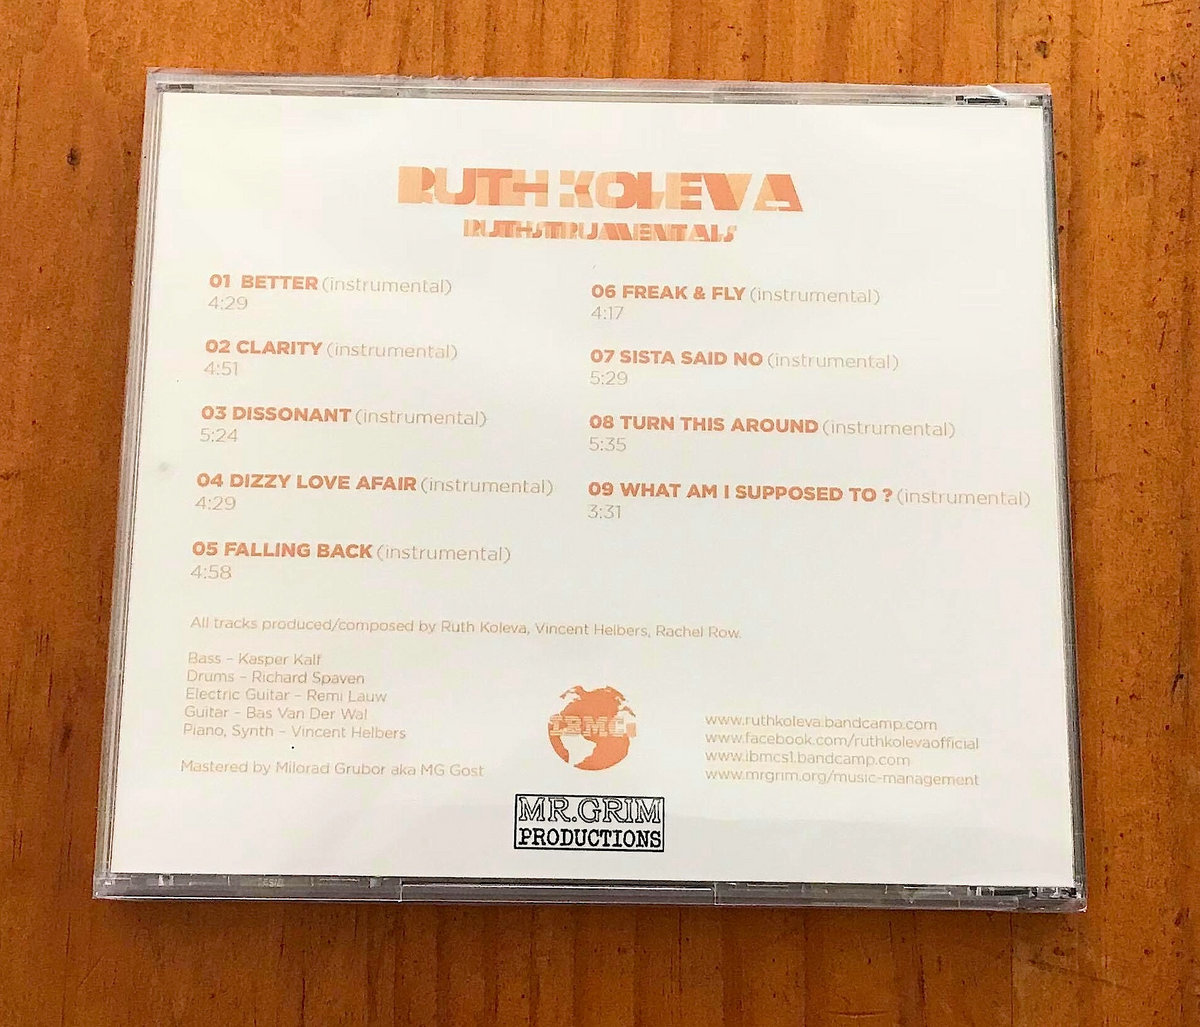 RUTH KOLEVA
RUTHSTRUMENTALS
01 BETTER (instrumental)
4:29
02 CLARITY (instrumental)
4:51
03 DISSONANT (instrumental)
5:24
04 DIZZY LOVE AFAIR (instrumental)
4:29
05 FALLING BACK (instrumental)
4:58
06 FREAK & FLY (instrumental)
4:17
07 SISTA SAID NO (instrumental)
5:29
08 TURN THIS AROUND (instrumental)
5:35
09 WHAT AM I SUPPOSED TO ? (instrumental)
3:31
All tracks produced/composed by Ruth Koleva, Vincent Helbers, Rachel Row.
Bass – Kasper Kalf
Drums – Richard Spaven
Electric Guitar – Remi Lauw
Guitar – Bas Van Der Wal
Piano, Synth – Vincent Helbers
Mastered by Milorad Grubor aka MG Gost
IBMCs
MR.GRIM
PRODUCTIONS
www.ruthkoleva.bandcamp.com
www.facebook.com/ruthkolevaofficial
www.ibmcs1.bandcamp.com
www.mrgrim.org/music-management